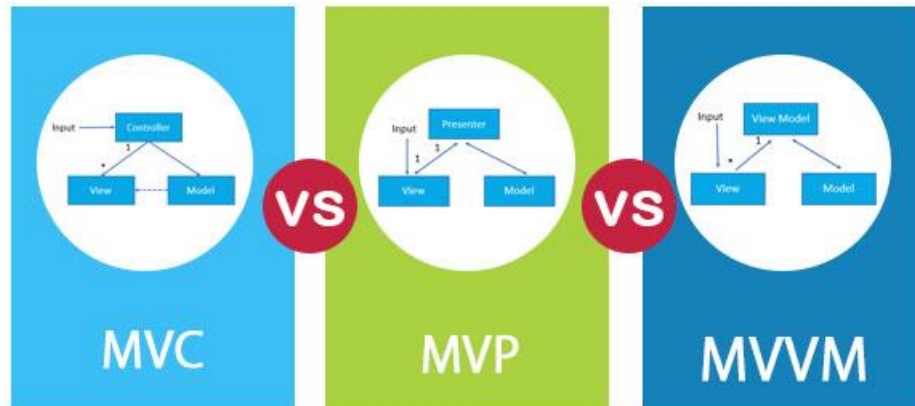 Input
Controller
1
*
View
Model
MVC
VS
Input
Presenter
1
1
View
Model
MVP
VS
Input
View Model
1
*
View
Model
MVVM